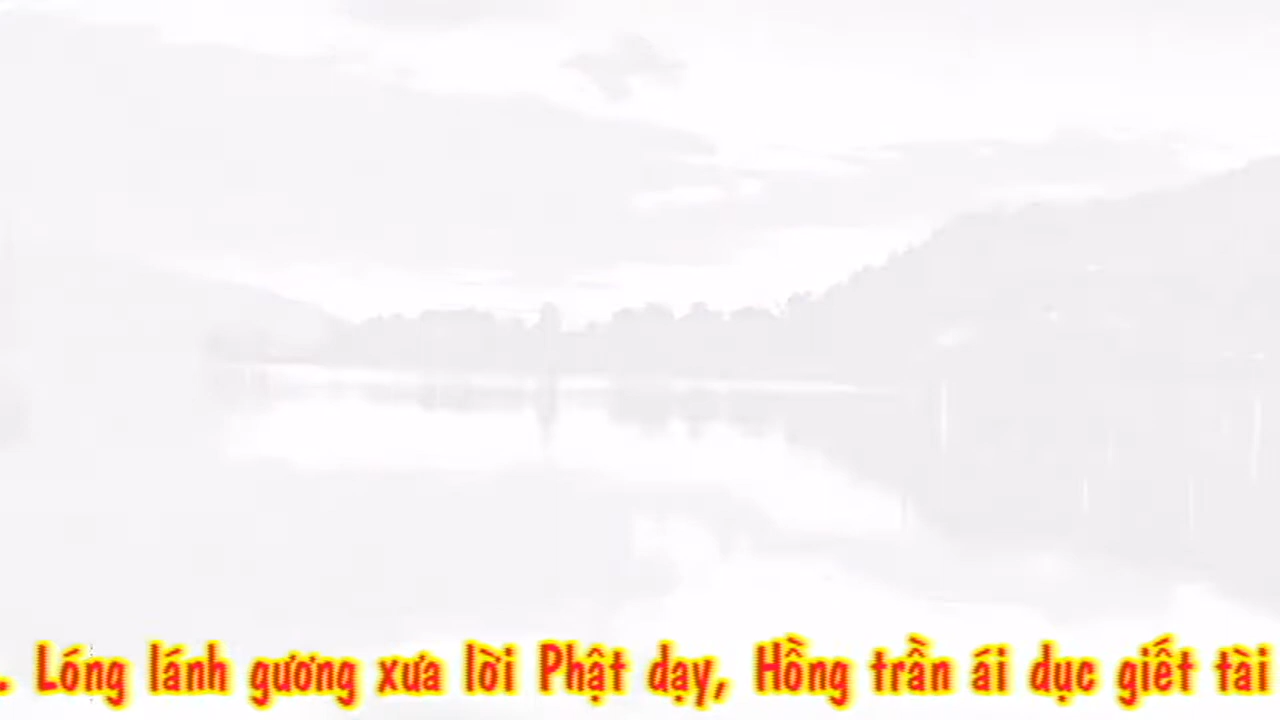 . Lóng lánh gương xưa lời Phật dạy, Hồng trần ái dục giết tài